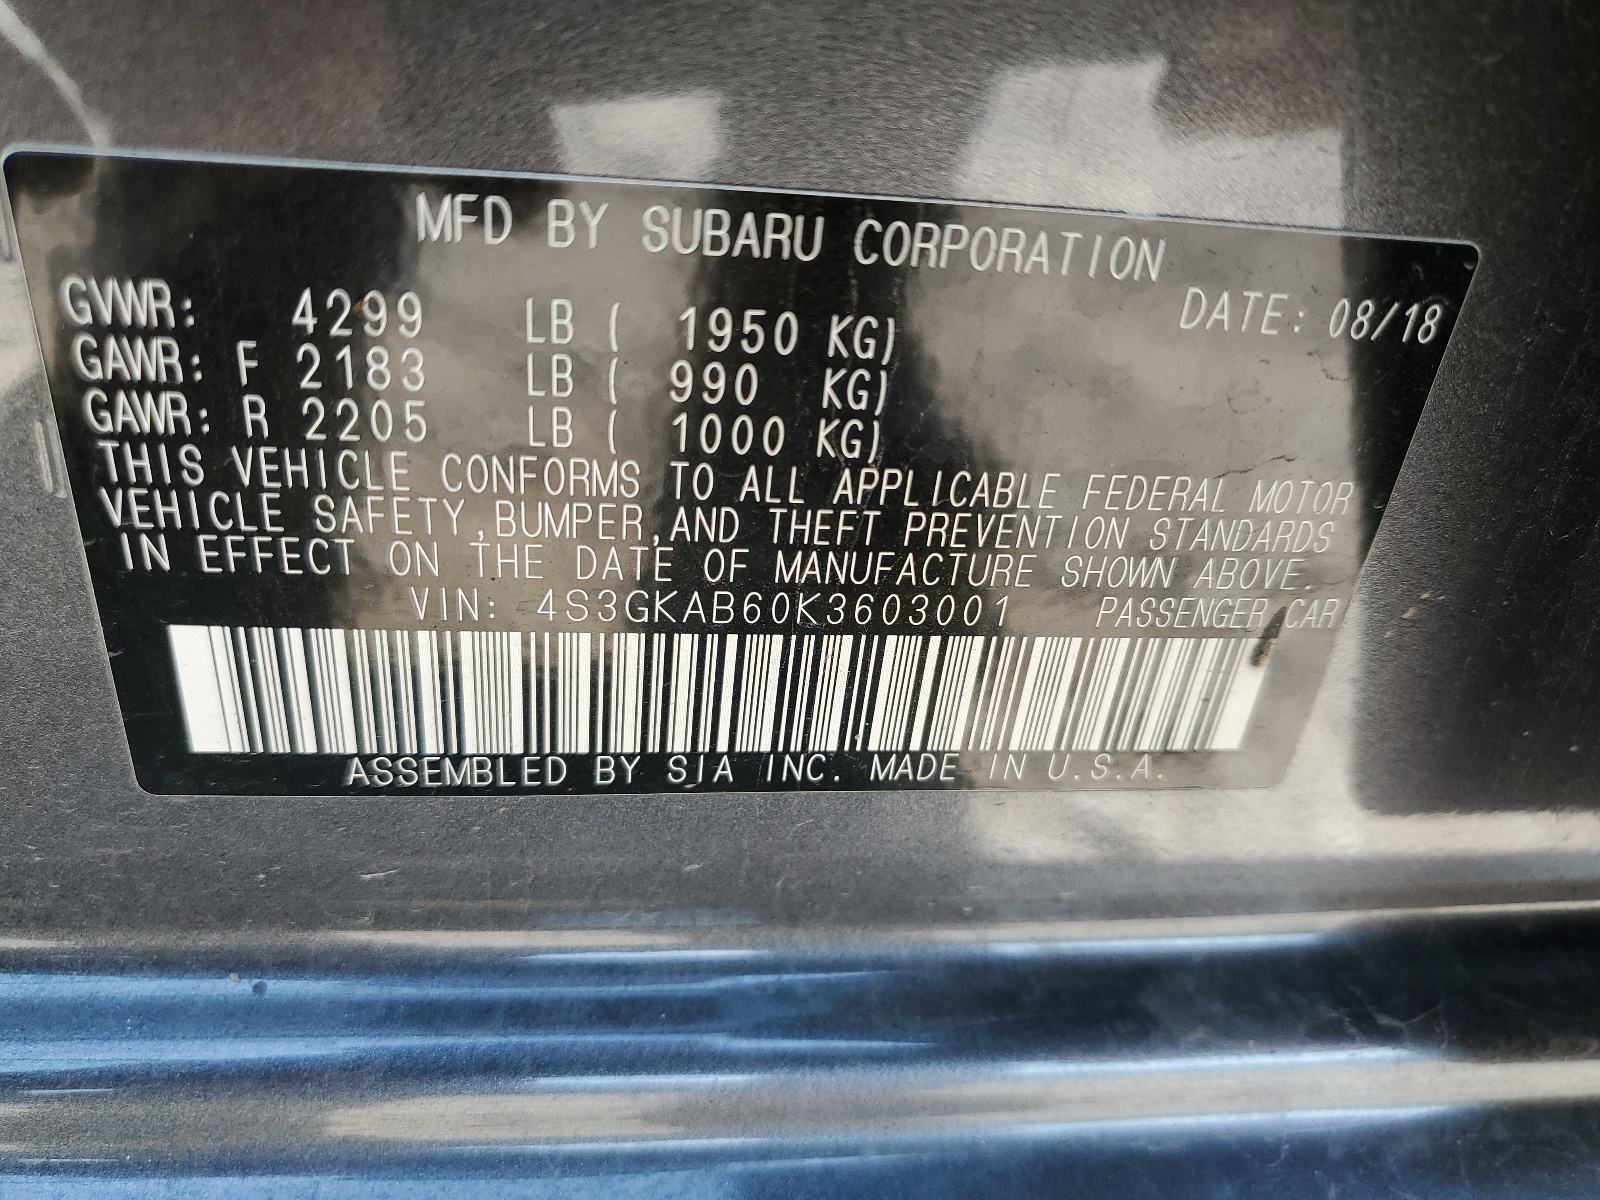 MFD BY SUBARU CORPORATION
GVWR: 4299 LB ( 1950 KG) DATE: 08/18
GAWR: F 2183 LB ( 990 KG)
GAWR: R 2205 LB ( 1000 KG)
THIS VEHICLE CONFORMS TO ALL APPLICABLE FEDERAL MOTOR
VEHICLE SAFETY,BUMPER,AND THEFT PREVENTION STANDARDS
IN EFFECT ON THE DATE OF MANUFACTURE SHOWN ABOVE.
VIN: 4S3GKAB60K3603001 PASSENGER CAR
ASSEMBLED BY SIA INC. MADE IN U.S.A.